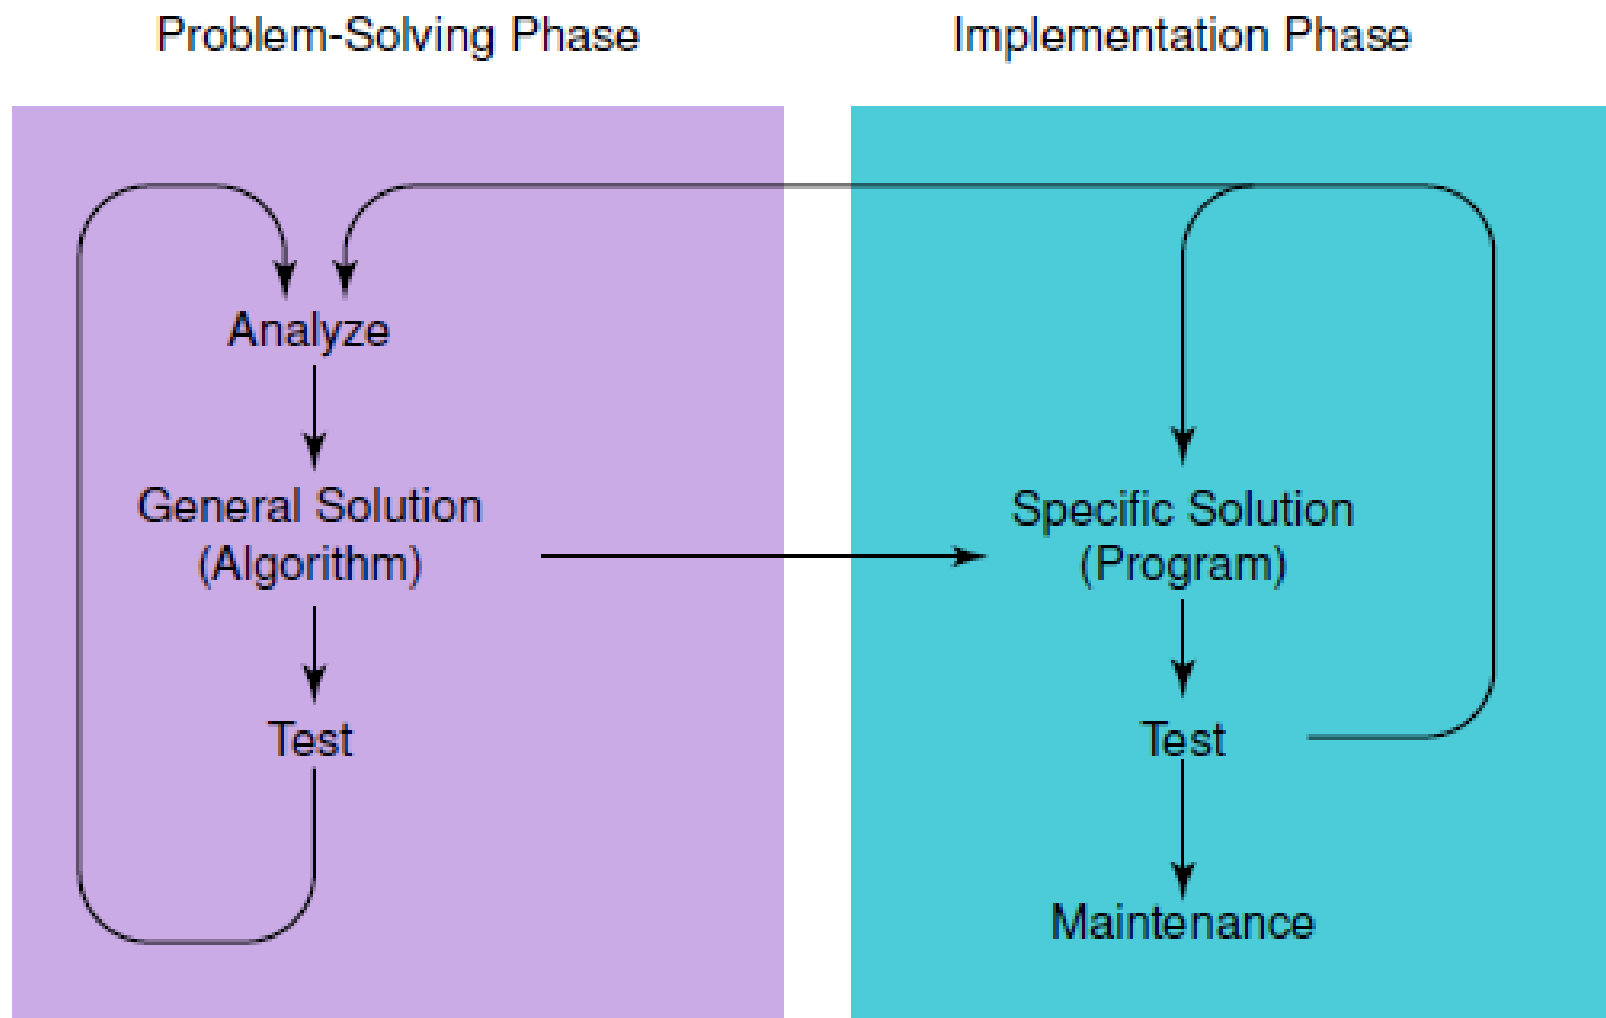 Problem-Solving Phase
Implementation Phase
Analyze
General Solution
(Algorithm)
Test
Specific Solution
(Program)
Test
Maintenance